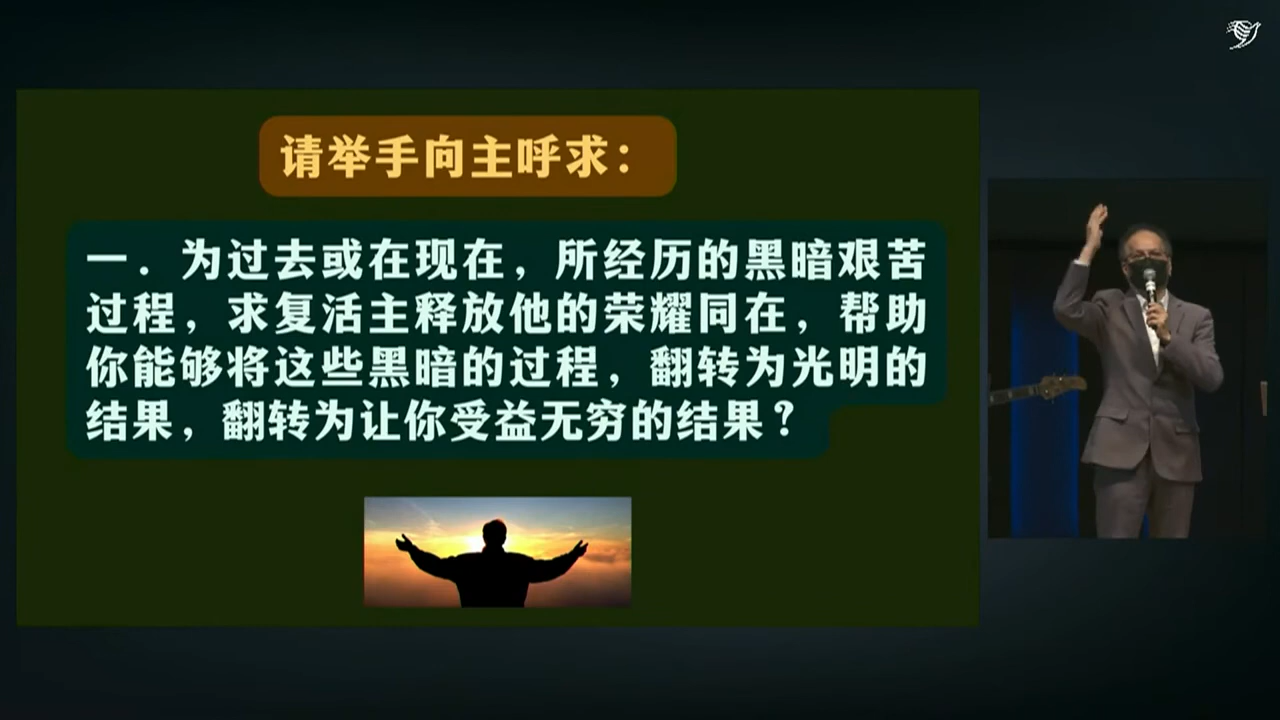 请举手向主呼求：
一．为过去或在现在，所经历的黑暗艰苦
过程，求复活主释放他的荣耀同在，帮助
你能够将这些黑暗的过程，翻转为光明的
结果，翻转为让你受益无穷的结果？